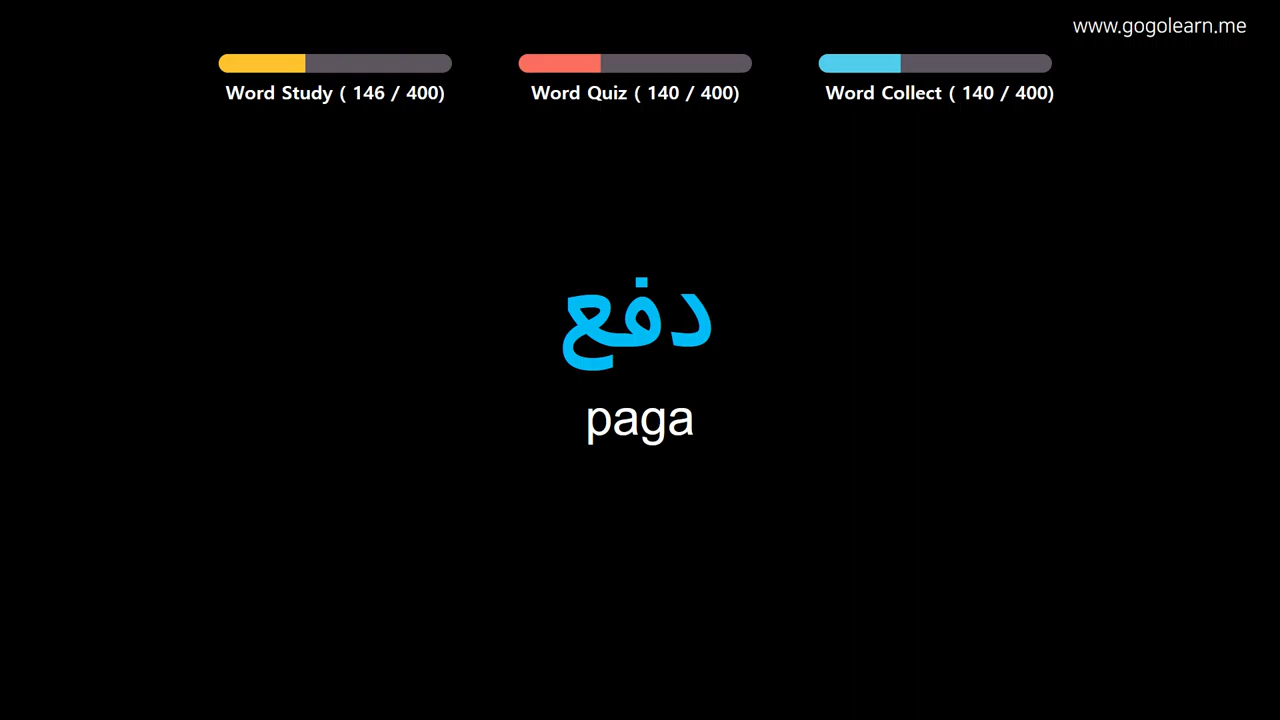 www.gogolearn.me
Word Study ( 146 / 400)
Word Quiz ( 140 / 400)
Word Collect ( 140 / 400)
دفع
paga